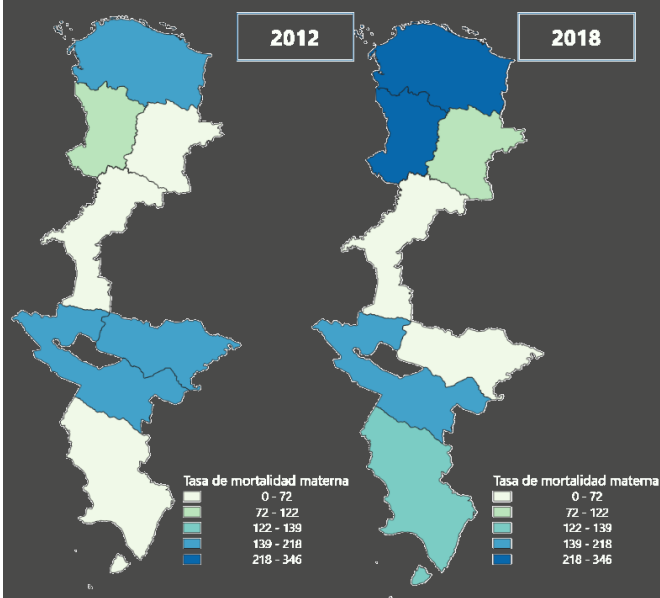 2012
2018
Tasa de mortalidad materna
0 - 72
72 - 122
122 - 139
139 - 218
218 - 346
Tasa de mortalidad materna
0 - 72
72 - 122
122 - 139
139 - 218
218 - 346